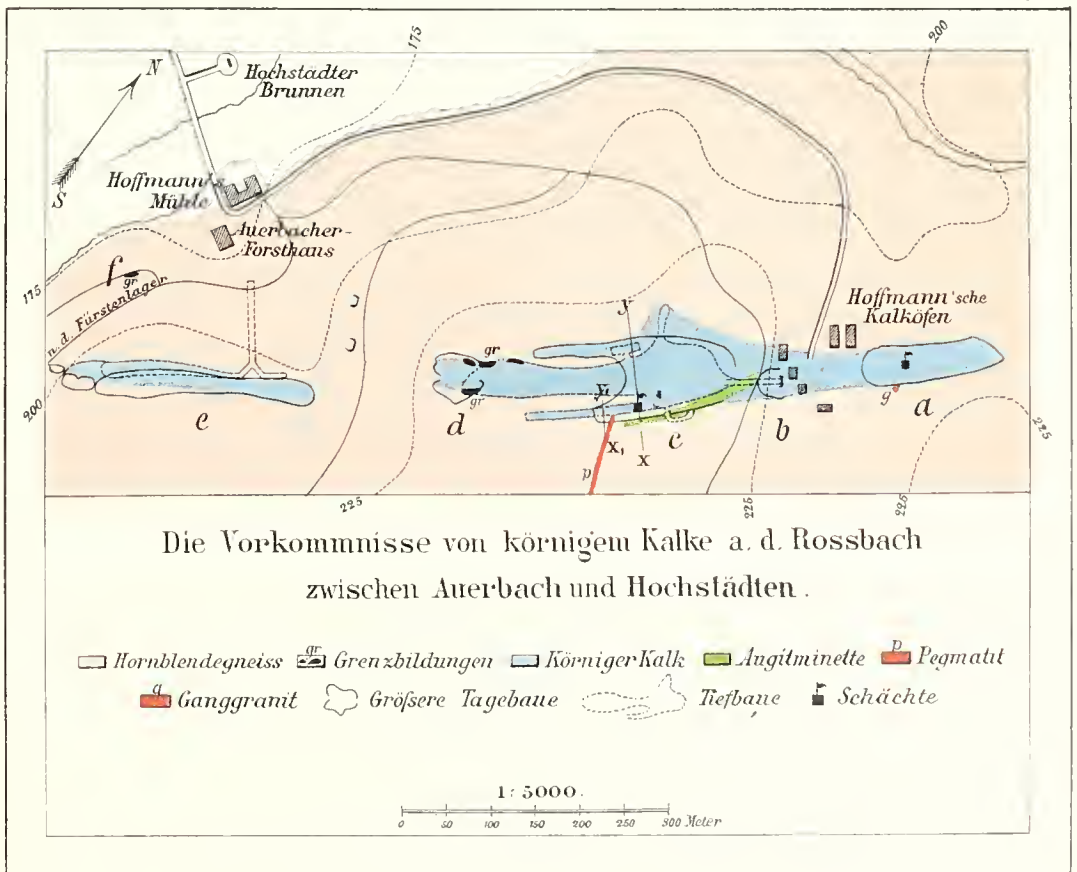 175
200
N
S
Hochstädter
Brunnen
Hoffmann's
Mühle
Auerbacher-
Forsthaus
f
gr
175
n. d. Fürstenlager
200
e
Hoffmann'sche
Kalköfen
y
gr
gr
d
y₁
x₁
x
p
c
b
g
a
225
225
225
225
Die Vorkommnisse von körnigem Kalke a. d. Rossbach
zwischen Auerbach und Hochstädten.
Hornblendegneiss gr Grenzbildungen Körniger Kalk Augitminette p Pegmatit
g Ganggranit Größere Tagebaue Tiefbaue Schächte
1:5000.
0 50 100 150 200 250 300 Meter